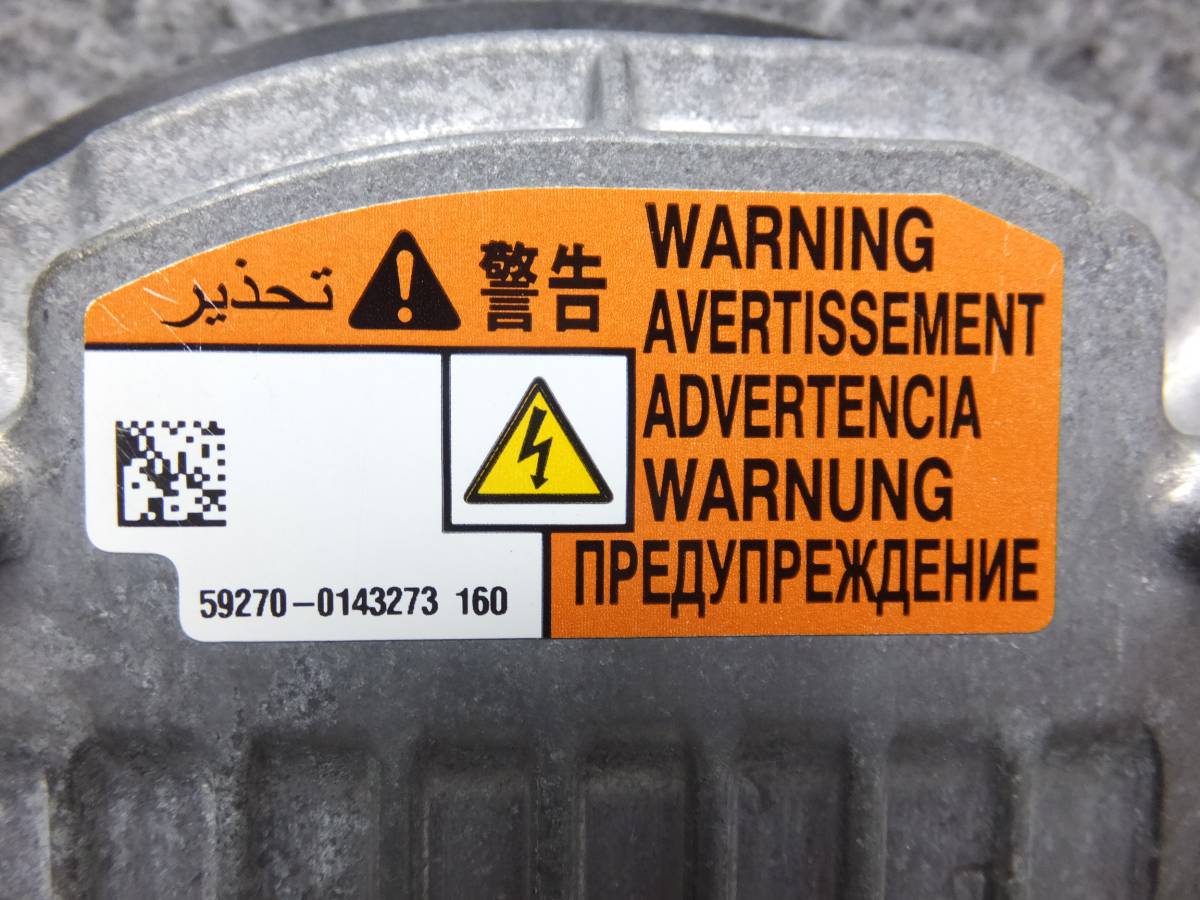 تحذير
警告
WARNING
AVERTISSEMENT
ADVERTENCIA
WARNUNG
ПРЕДУПРЕЖДЕНИЕ
59270-0143273 160